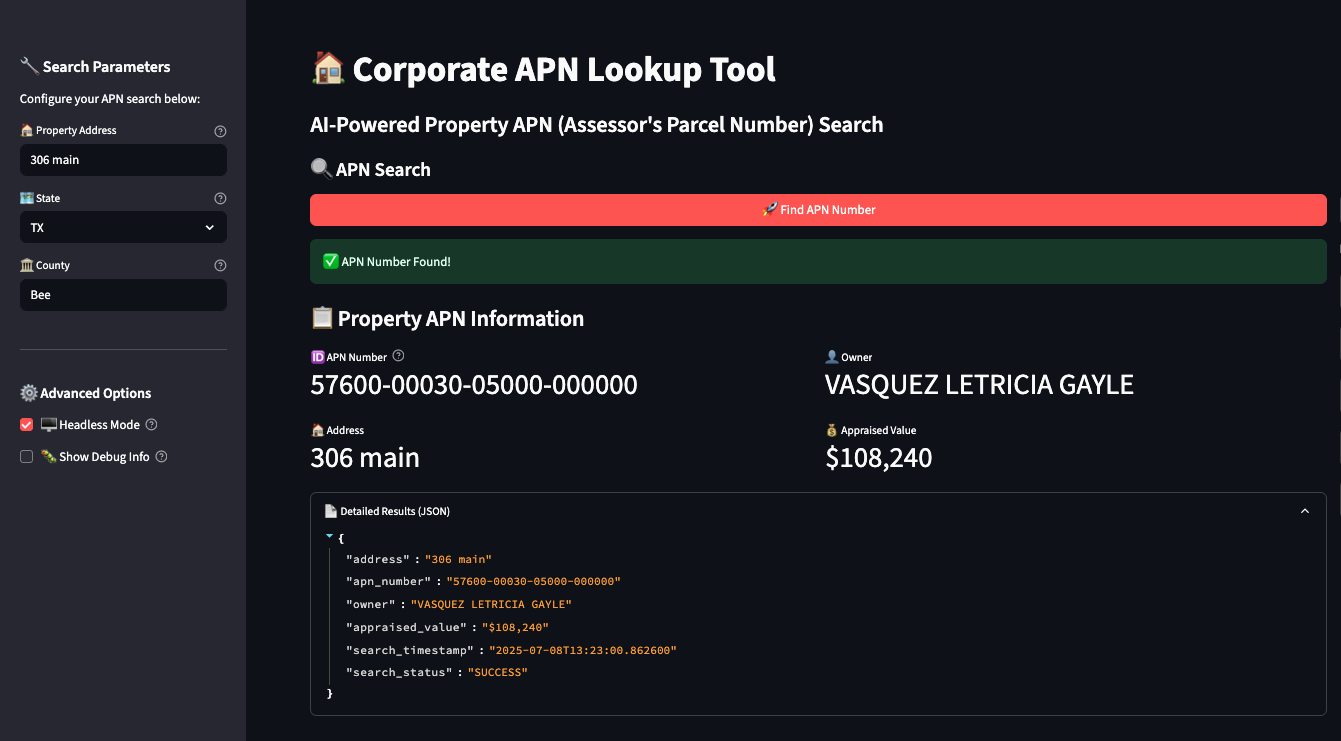 Search Parameters
Configure your APN search below:
Property Address
306 main
State
TX
County
Bee
Advanced Options
Headless Mode
Show Debug Info
Corporate APN Lookup Tool
AI-Powered Property APN (Assessor's Parcel Number) Search
APN Search
Find APN Number
APN Number Found!
Property APN Information
APN Number
57600-00030-05000-000000
Owner
VASQUEZ LETRICIA GAYLE
Address
306 main
Appraised Value
$108,240
Detailed Results (JSON)
{
"address" : "306 main"
"apn_number" : "57600-00030-05000-000000"
"owner" : "VASQUEZ LETRICIA GAYLE"
"appraised_value" : "$108,240"
"search_timestamp" : "2025-07-08T13:23:00.862600"
"search_status" : "SUCCESS"
}